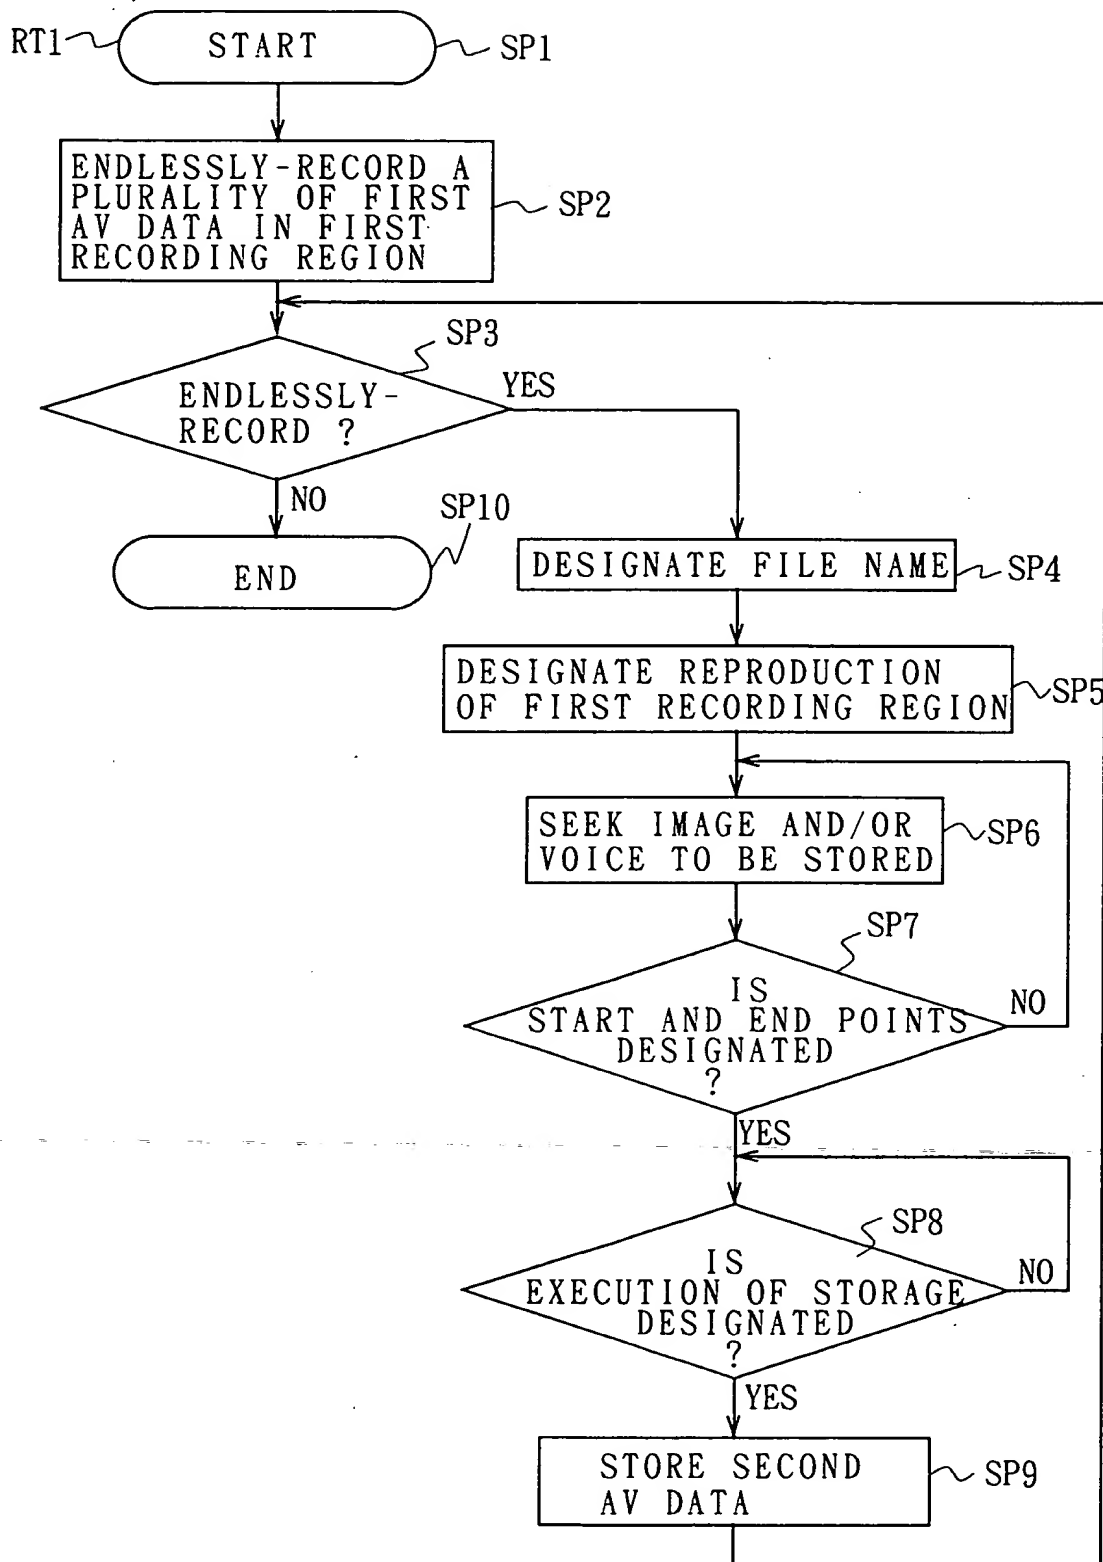 RT1
START
SP1
ENDLESSLY-RECORD A
PLURALITY OF FIRST
AV DATA IN FIRST
RECORDING REGION
SP2
SP3
ENDLESSLY-
RECORD ?
YES
NO
SP10
END
DESIGNATE FILE NAME
SP4
DESIGNATE REPRODUCTION
OF FIRST RECORDING REGION
SP5
SEEK IMAGE AND/OR
VOICE TO BE STORED
SP6
SP7
IS
START AND END POINTS
DESIGNATED
?
NO
YES
SP8
IS
EXECUTION OF STORAGE
DESIGNATED
?
NO
YES
STORE SECOND
AV DATA
SP9